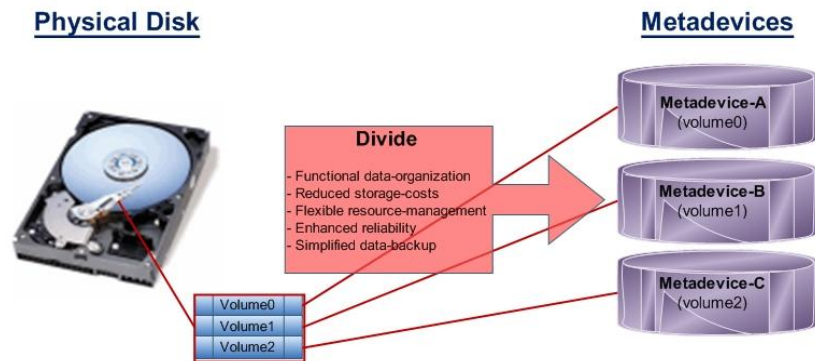 Physical Disk
Metadevices
Divide
- Functional data-organization
- Reduced storage-costs
- Flexible resource-management
- Enhanced reliability
- Simplified data-backup
Metadevice-A
(volume0)
Metadevice-B
(volume1)
Metadevice-C
(volume2)
Volume0
Volume1
Volume2